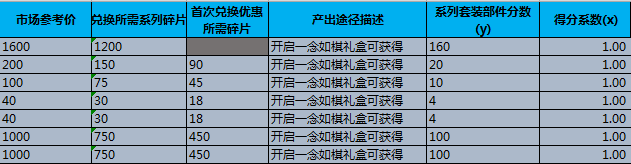 市场参考价 兑换所需系列碎片 首次兑换优惠所需碎片 产出途径描述 系列套装部件分数(y) 得分系数(x)
1600 1200 开启一念如棋礼盒可获得 160 1.00
200 150 90 开启一念如棋礼盒可获得 20 1.00
100 75 45 开启一念如棋礼盒可获得 10 1.00
40 30 18 开启一念如棋礼盒可获得 4 1.00
40 30 18 开启一念如棋礼盒可获得 4 1.00
1000 750 450 开启一念如棋礼盒可获得 100 1.00
1000 750 450 开启一念如棋礼盒可获得 100 1.00